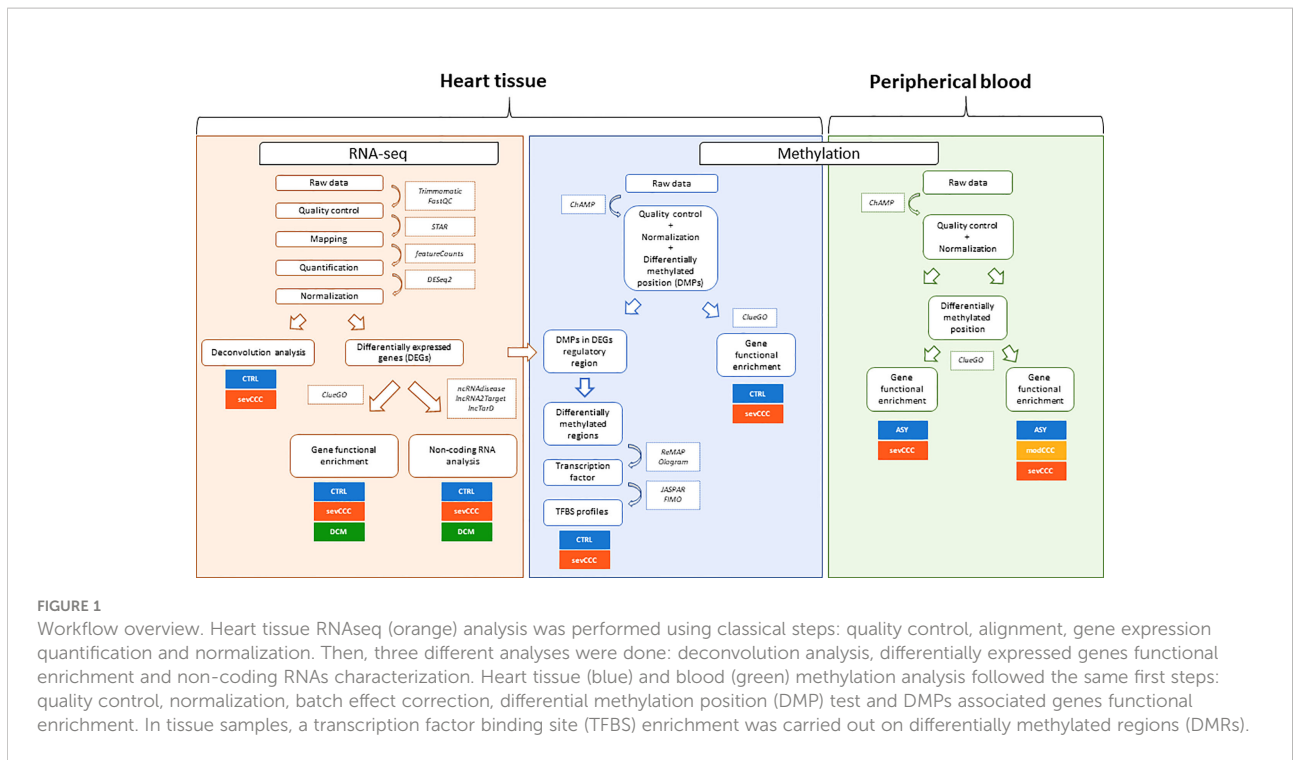 Heart tissue
Peripherical blood
RNA-seq
Methylation
Raw data
Trimmomatic
FastQC
Quality control
STAR
Mapping
featureCounts
Quantification
DESeq2
Normalization
Deconvolution analysis
CTRL
sevCCC
Differentially expressed
genes (DEGs)
ClueGO
ncRNAdisease
lncRNA2Target
lncTarD
Gene functional
enrichment
CTRL
sevCCC
DCM
Non-coding RNA
analysis
CTRL
sevCCC
DCM
Raw data
ChAMP
Quality control
+
Normalization
+
Differentially
methylated
position (DMPs)
ClueGO
DMPs in DEGs
regulatory
region
Gene
functional
enrichment
CTRL
sevCCC
Differentially
methylated
regions
ReMAP
Ologram
Transcription
factor
JASPAR
FIMO
TFBS profiles
CTRL
sevCCC
Raw data
ChAMP
Quality control
+
Normalization
Differentially
methylated
position
ClueGO
Gene
functional
enrichment
ASY
sevCCC
Gene
functional
enrichment
ASY
modCCC
sevCCC
FIGURE 1
Workflow overview. Heart tissue RNAseq (orange) analysis was performed using classical steps: quality control, alignment, gene expression
quantification and normalization. Then, three different analyses were done: deconvolution analysis, differentially expressed genes functional
enrichment and non-coding RNAs characterization. Heart tissue (blue) and blood (green) methylation analysis followed the same first steps:
quality control, normalization, batch effect correction, differential methylation position (DMP) test and DMPs associated genes functional
enrichment. In tissue samples, a transcription factor binding site (TFBS) enrichment was carried out on differentially methylated regions (DMRs).